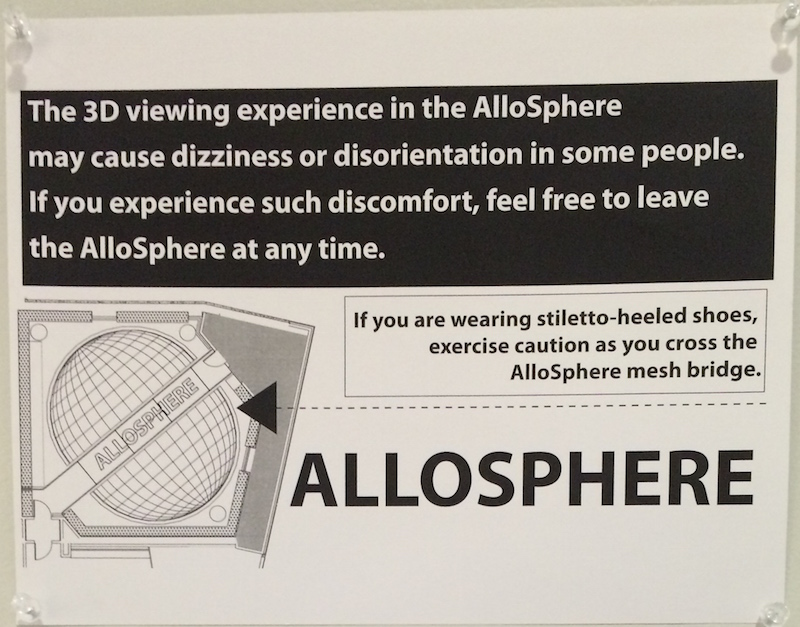 The 3D viewing experience in the AlloSphere
may cause dizziness or disorientation in some people.
If you experience such discomfort, feel free to leave
the AlloSphere at any time.
If you are wearing stiletto-heeled shoes,
exercise caution as you cross the
AlloSphere mesh bridge.
ALLOSPHERE
ALLOSPHERE